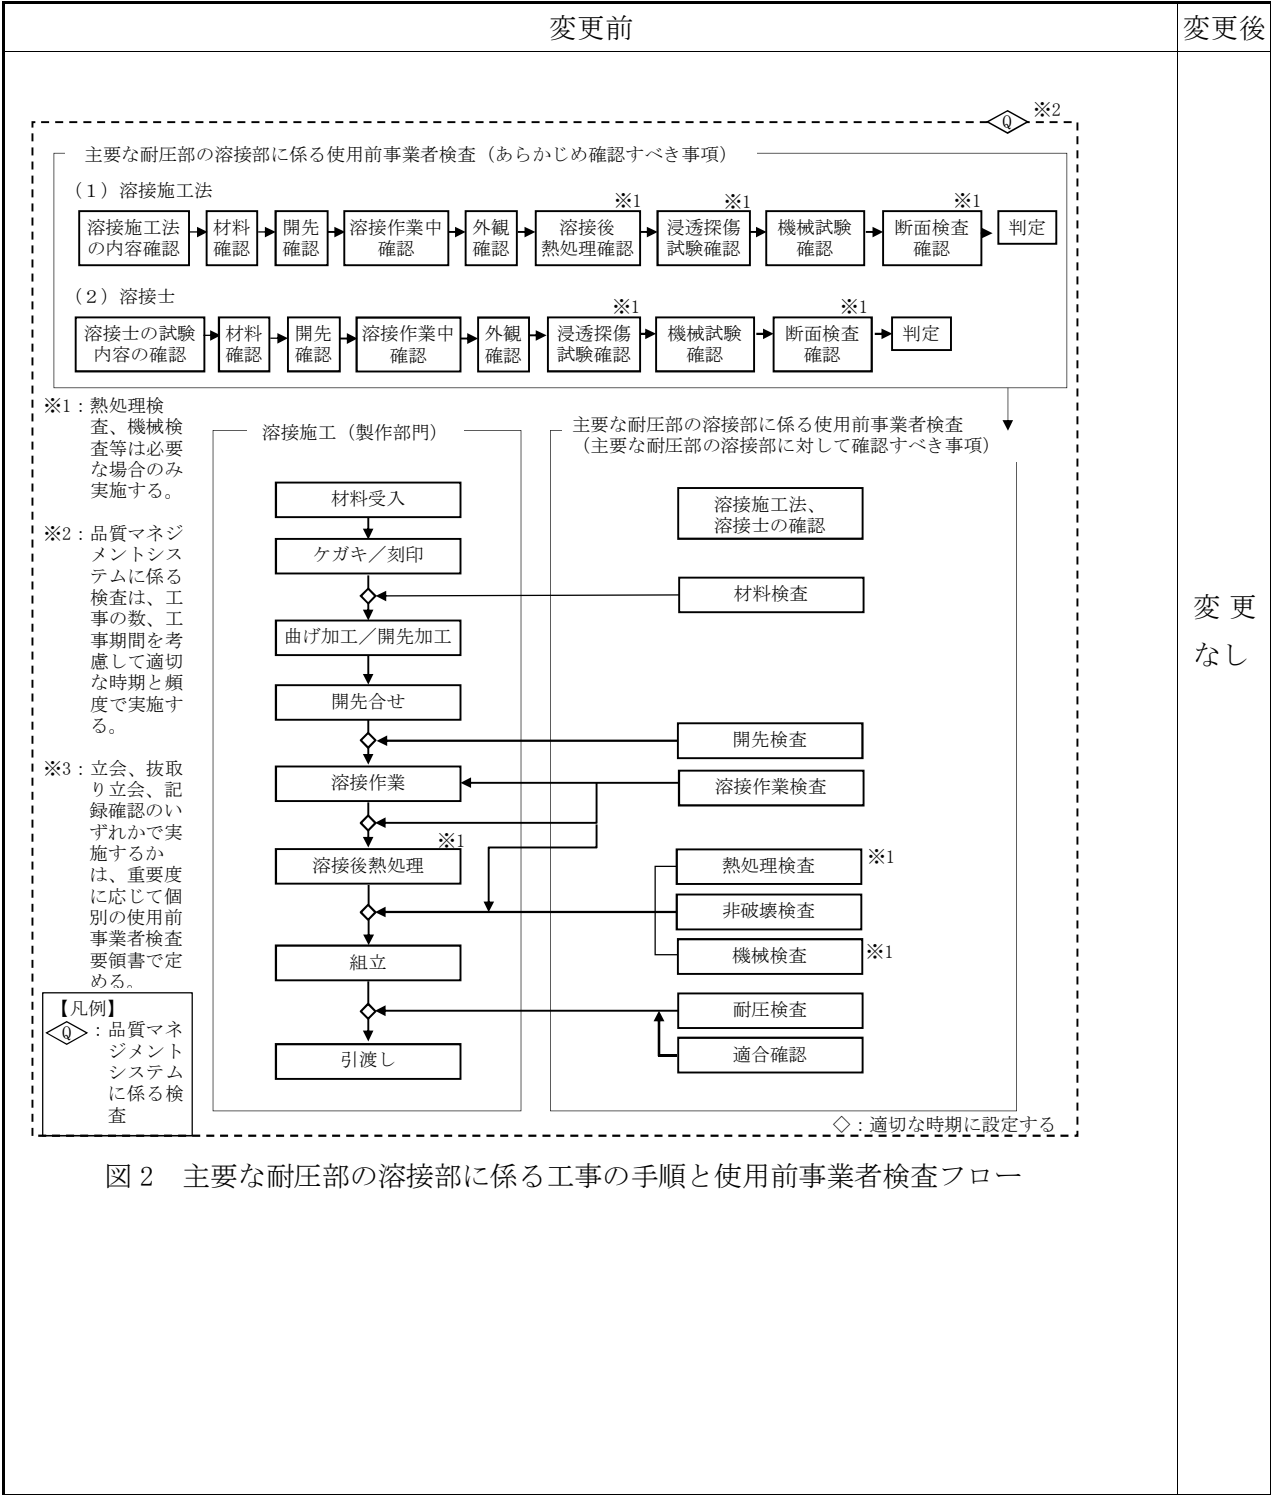 変更前
変更後
Q ※2
主要な耐圧部の溶接部に係る使用前事業者検査（あらかじめ確認すべき事項）
（１）溶接施工法
※1 ※1 ※1
溶接施工法
の内容確認
材料
確認
開先
確認
溶接作業中
確認
外観
確認
溶接後
熱処理確認
浸透探傷
試験確認
機械試験
確認
断面検査
確認
判定
（２）溶接士
※1 ※1
溶接士の試験
内容の確認
材料
確認
開先
確認
溶接作業中
確認
外観
確認
浸透探傷
試験確認
機械試験
確認
断面検査
確認
判定
※1：熱処理検
査、機械検
査等は必要
な場合のみ
実施する。
※2：品質マネジ
メントシス
テムに係る
検査は、工
事の数、工
事期間を考
慮して適切
な時期と頻
度で実施す
る。
※3：立会、抜取
り立会、記
録確認のい
ずれかで実
施するか
は、重要度
に応じて個
別の使用前
事業者検査
要領書で定
める。
【凡例】
Q：品質マネ
ジメント
システム
に係る検
査
溶接施工（製作部門）
材料受入
ケガキ／刻印
曲げ加工／開先加工
開先合せ
溶接作業
※1
溶接後熱処理
組立
引渡し
主要な耐圧部の溶接部に係る使用前事業者検査
（主要な耐圧部の溶接部に対して確認すべき事項）
溶接施工法、
溶接士の確認
材料検査
開先検査
溶接作業検査
熱処理検査 ※1
非破壊検査
機械検査 ※1
耐圧検査
適合確認
◇：適切な時期に設定する
図２　主要な耐圧部の溶接部に係る工事の手順と使用前事業者検査フロー
変 更
なし